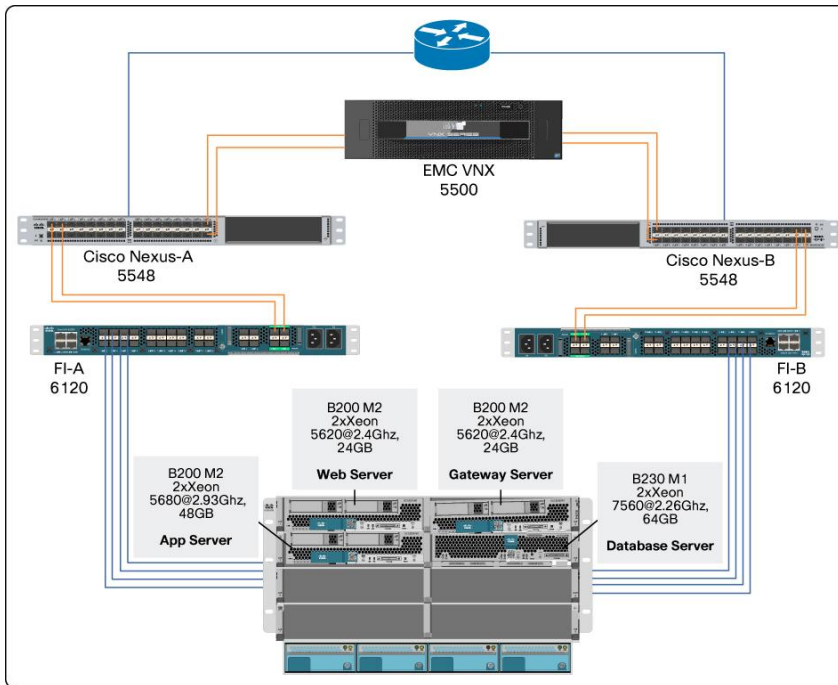 VNX SERIES
EMC VNX
5500
Cisco Nexus-A
5548
Cisco Nexus-B
5548
FI-A
6120
FI-B
6120
B200 M2
2xXeon
5620@2.4Ghz,
24GB
Web Server
B200 M2
2xXeon
5620@2.4Ghz,
24GB
Gateway Server
B200 M2
2xXeon
5680@2.93Ghz,
48GB
App Server
B230 M1
2xXeon
7560@2.26Ghz,
64GB
Database Server